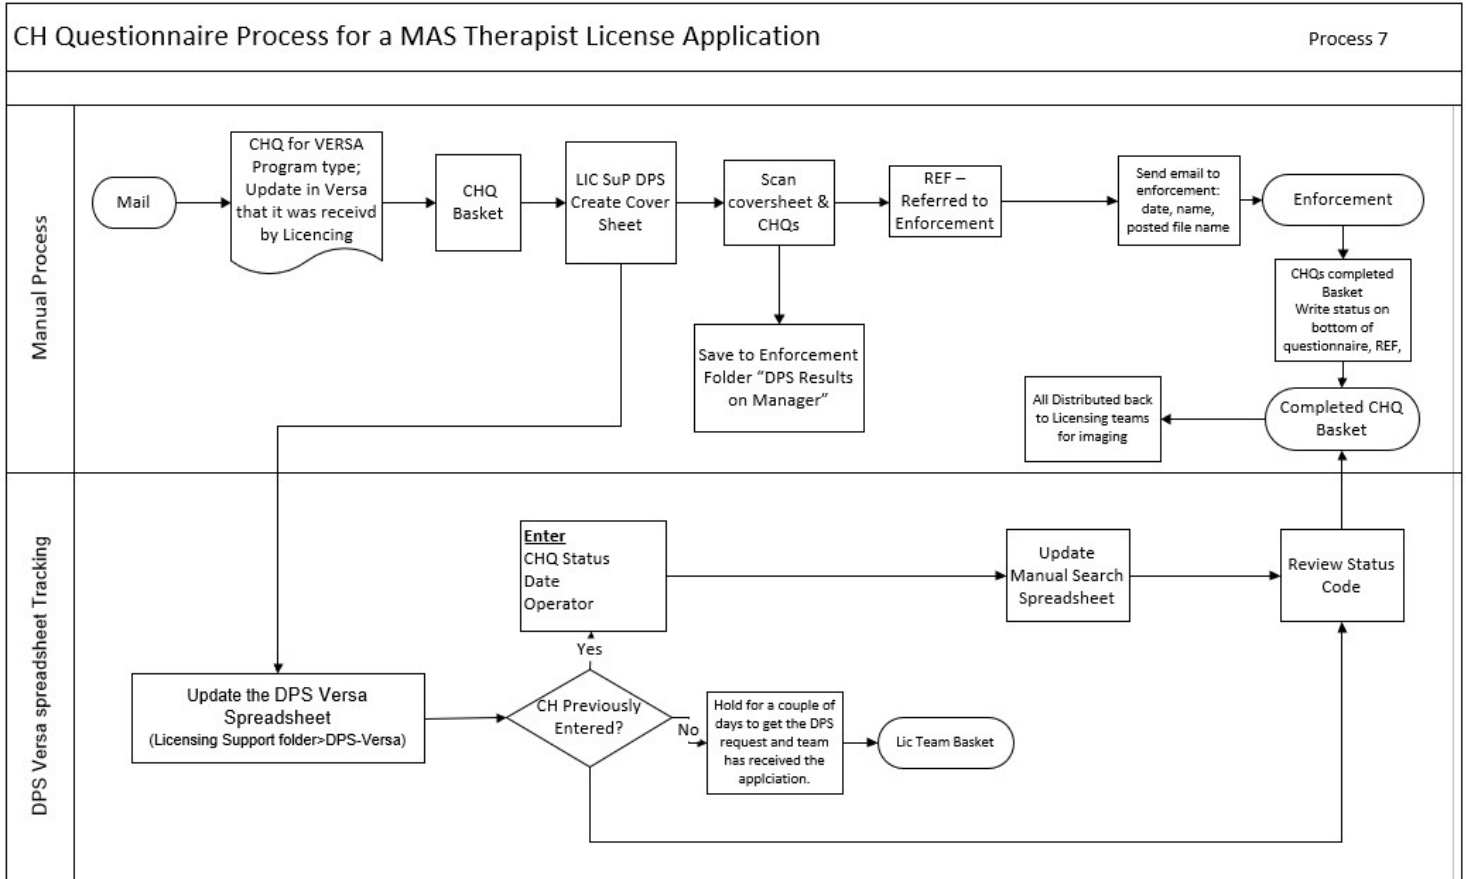 CH Questionnaire Process for a MAS Therapist License Application
Process 7
Manual Process
Mail
CHQ for VERSA
Program type;
Update in Versa
that it was receivd
by Licencing
CHQ
Basket
LIC SuP DPS
Create Cover
Sheet
Scan
coversheet &
CHQs
REF –
Referred to
Enforcement
Send email to
enforcement:
date, name,
posted file name
Enforcement
CHQs completed
Basket
Write status on
bottom of
questionnaire, REF,
Save to Enforcement
Folder “DPS Results
on Manager”
All Distributed back
to Licensing teams
for imaging
Completed CHQ
Basket
DPS Versa spreadsheet Tracking
Enter
CHQ Status
Date
Operator
Update
Manual Search
Spreadsheet
Review Status
Code
Yes
Update the DPS Versa
Spreadsheet
(Licensing Support folder>DPS-Versa)
CH Previously
Entered?
No
Hold for a couple of
days to get the DPS
request and team
has received the
applciation.
Lic Team Basket